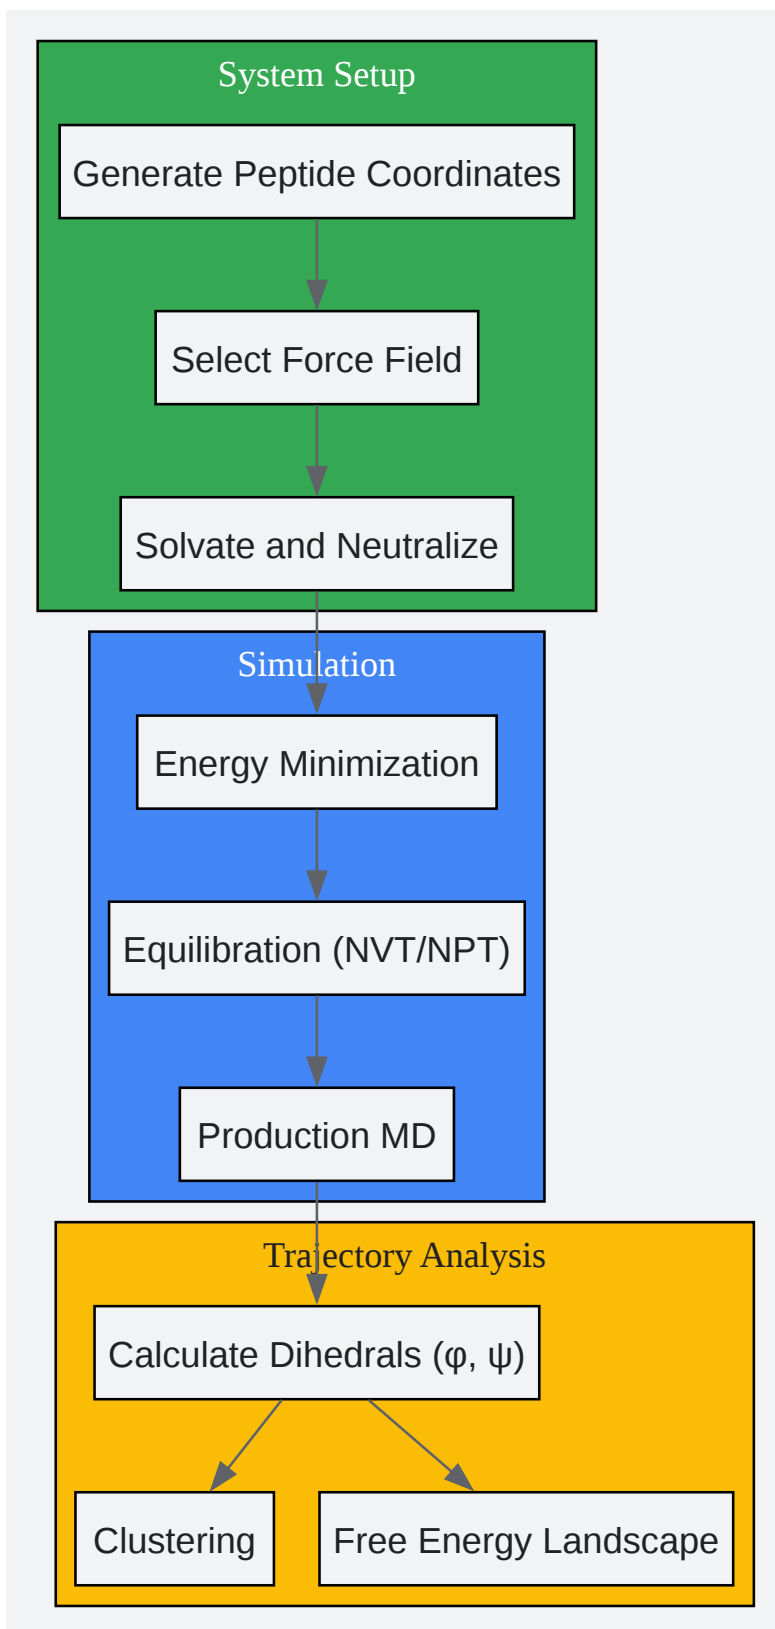 System Setup
Generate Peptide Coordinates
Select Force Field
Solvate and Neutralize
Simulation
Energy Minimization
Equilibration (NVT/NPT)
Production MD
Trajectory Analysis
Calculate Dihedrals (φ, ψ)
Clustering
Free Energy Landscape